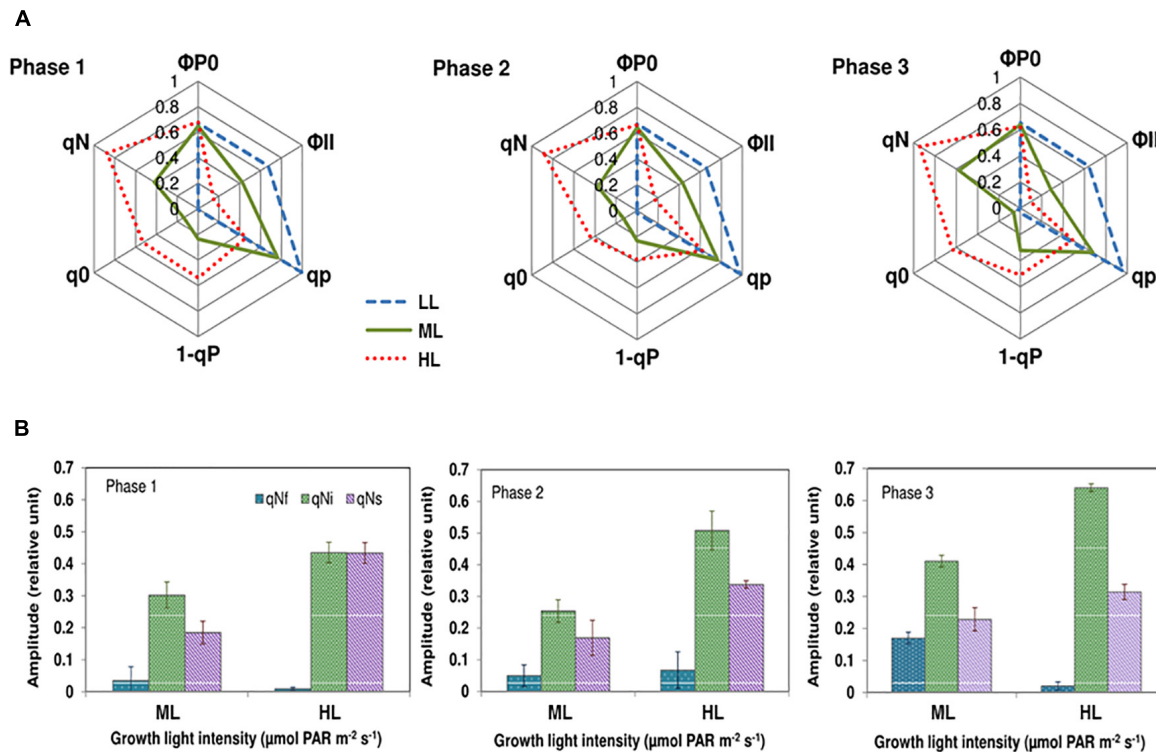 A
Phase 1
ΦP0
1
0.8
0.6
0.4
0.2
0
qN
ΦII
q0
qp
1-qP
LL
ML
HL
Phase 2
ΦP0
1
0.8
0.6
0.4
0.2
0
qN
ΦII
q0
qp
1-qP
Phase 3
ΦP0
1
0.8
0.6
0.4
0.2
0
qN
ΦII
q0
qp
1-qP
B
Amplitude (relative unit)
0.7
0.6
0.5
0.4
0.3
0.2
0.1
0
Phase 1
qNf qNi qNs
ML HL
Growth light intensity (µmol PAR m-2 s-1)
Amplitude (relative unit)
0.7
0.6
0.5
0.4
0.3
0.2
0.1
0
Phase 2
ML HL
Growth light intensity (µmol PAR m-2 s-1)
Amplitude (relative unit)
0.7
0.6
0.5
0.4
0.3
0.2
0.1
0
Phase 3
ML HL
Growth light intensity (µmol PAR m-2 s-1)